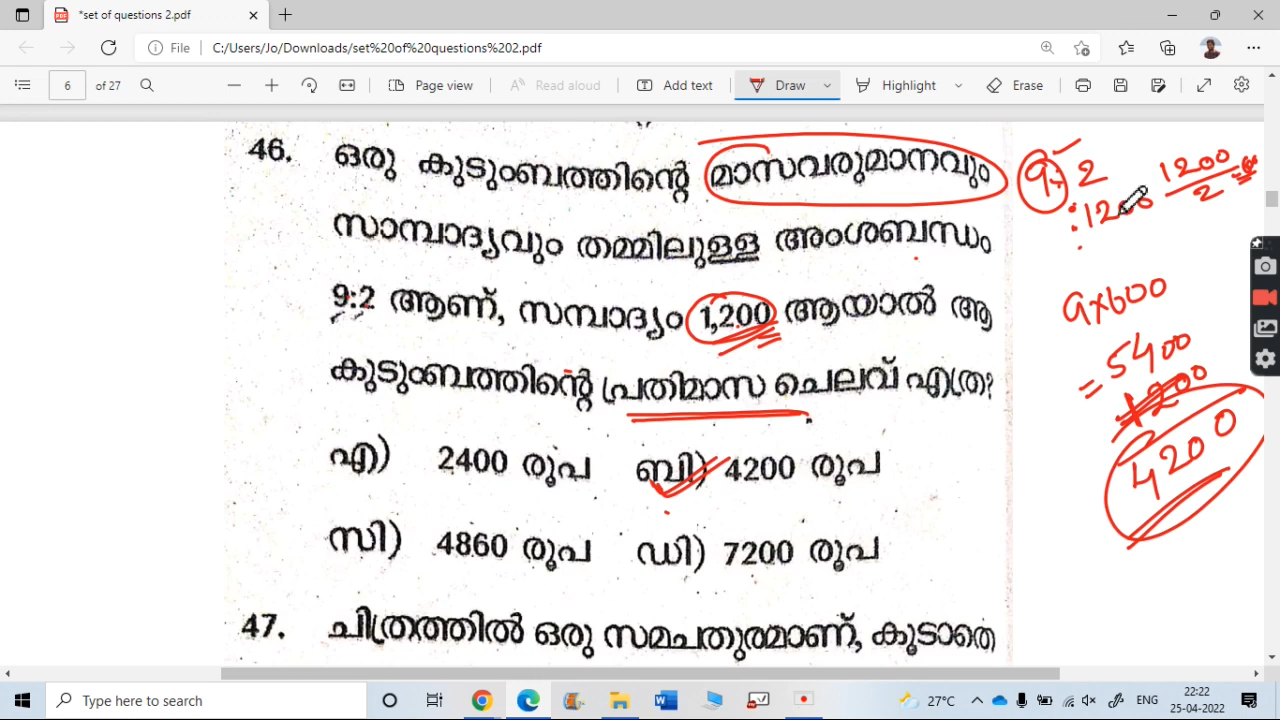 *set of questions 2.pdf
File C:/Users/Jo/Downloads/set%20of%20questions%202.pdf
6 of 27 Page view Read aloud Add text Draw Highlight Erase
46. ഒരു കുടുംബത്തിന്റെ മാസവരുമാനവും
സാമ്പാദ്യവും തമ്മിലുള്ള അംശബന്ധം
9:2 ആണ്, സമ്പാദ്യം 1,200 ആയാൽ ആ
കുടുംബത്തിന്റെ പ്രതിമാസ ചെലവ് എത്ര?
എ) 2400 രൂപ ബി) 4200 രൂപ
സി) 4860 രൂപ ഡി) 7200 രൂപ
47. ചിത്രത്തിൽ ഒരു സമചതുരമാണ്, കൂടാതെ
9 : 2
1200
1200
2
9x600
= 5400
1200
4200
Type here to search 27°C ENG 22:22
25-04-2022